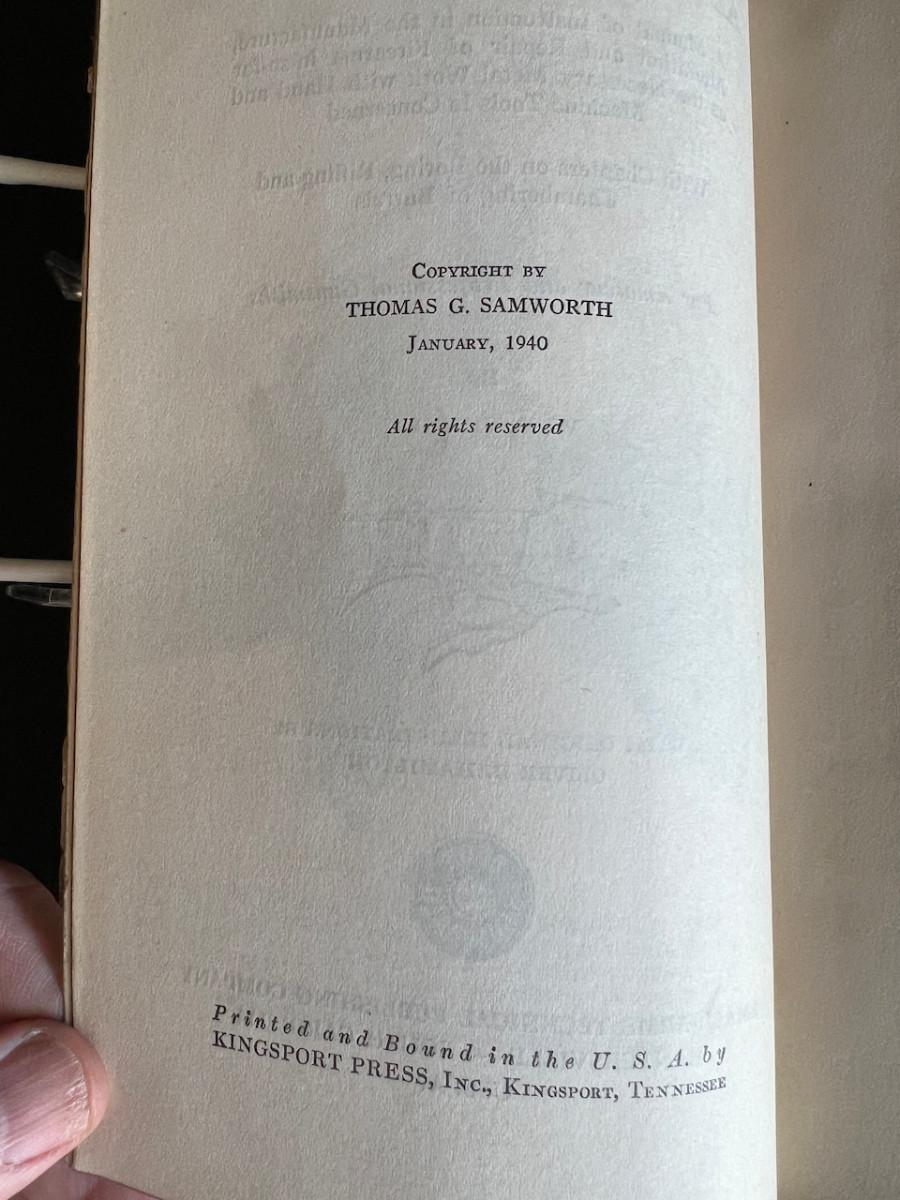 COPYRIGHT BY
THOMAS G. SAMWORTH
JANUARY, 1940
All rights reserved
Printed and Bound in the U. S. A. by
KINGSPORT PRESS, INC., KINGSPORT, TENNESSEE